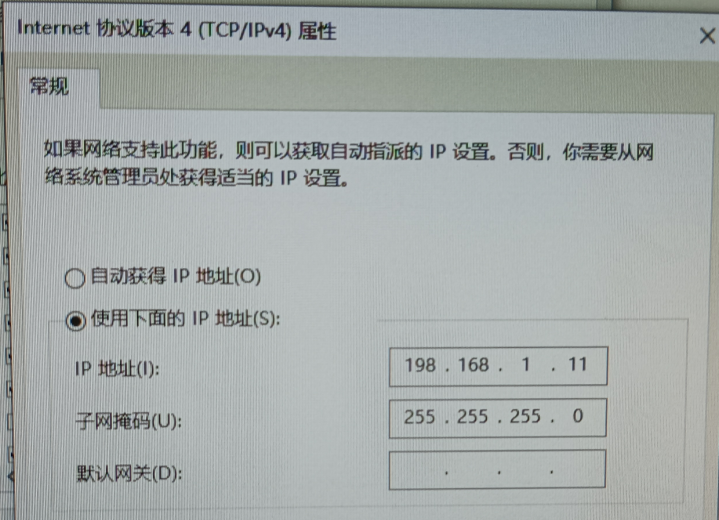 Internet 协议版本 4 (TCP/IPv4) 属性
常规
如果网络支持此功能，则可以获取自动指派的 IP 设置。否则，你需要从网
络系统管理员处获得适当的 IP 设置。
自动获得 IP 地址(O)
使用下面的 IP 地址(S):
IP 地址(I):
198 . 168 . 1 . 11
子网掩码(U):
255 . 255 . 255 . 0
默认网关(D):
. . .